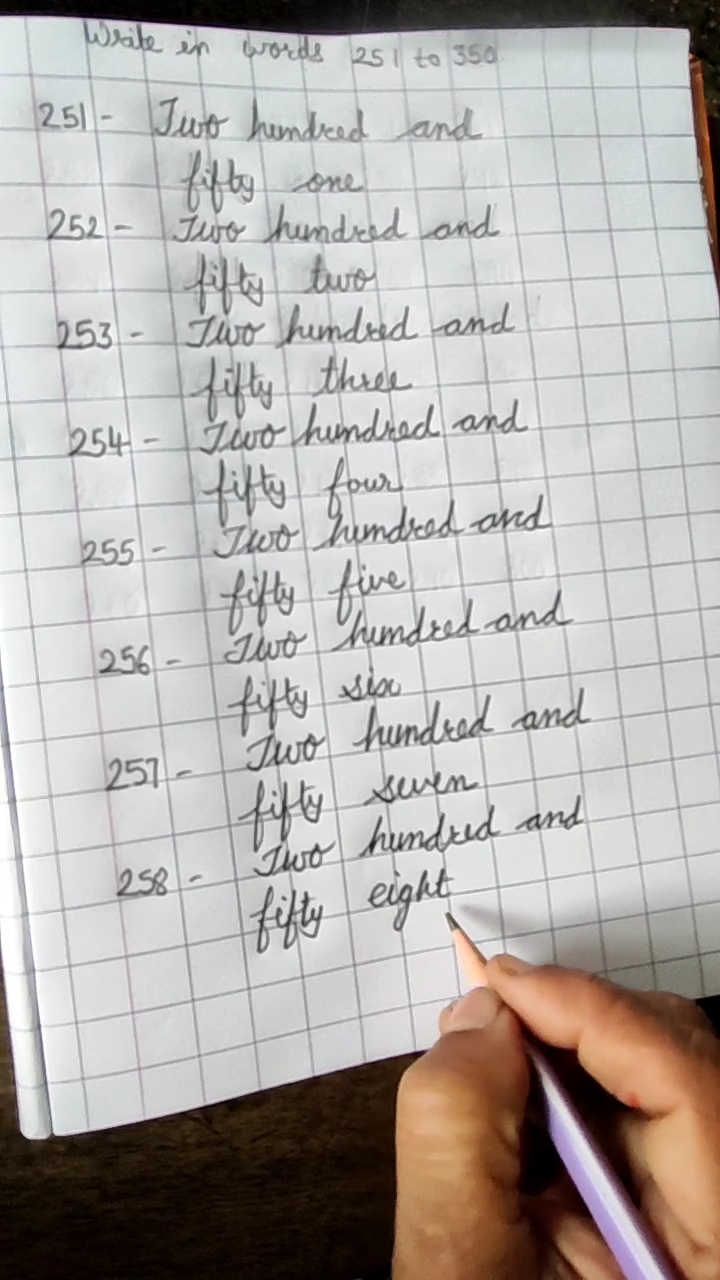 Write in words 251 to 350
251 - Two hundred and
fifty one
252 - Two hundred and
fifty two
253 - Two hundred and
fifty three
254 - Two hundred and
fifty four
255 - Two hundred and
fifty five
256 - Two hundred and
fifty six
257 - Two hundred and
fifty seven
258 - Two hundred and
fifty eight